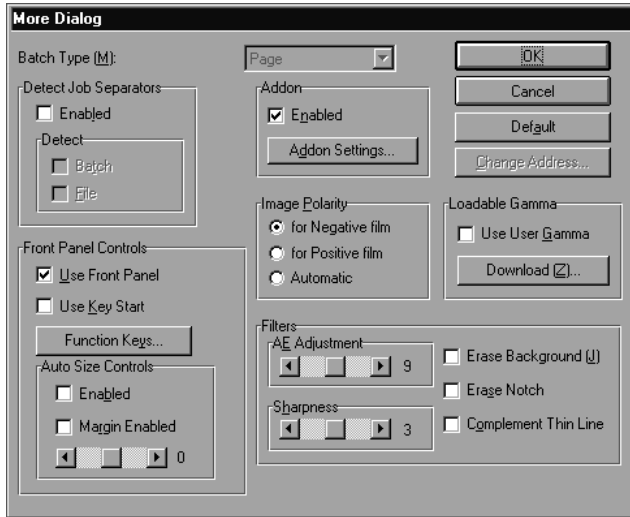 More Dialog
Batch Type (M):
Page
OK
Cancel
Default
Change Address...
Detect Job Separators
Enabled
Detect
Batch
File
Addon
Enabled
Addon Settings...
Image Polarity
for Negative film
for Positive film
Automatic
Loadable Gamma
Use User Gamma
Download (Z)...
Front Panel Controls
Use Front Panel
Use Key Start
Function Keys...
Auto Size Controls
Enabled
Margin Enabled
0
Filters
AE Adjustment
9
Sharpness
3
Erase Background (J)
Erase Notch
Complement Thin Line